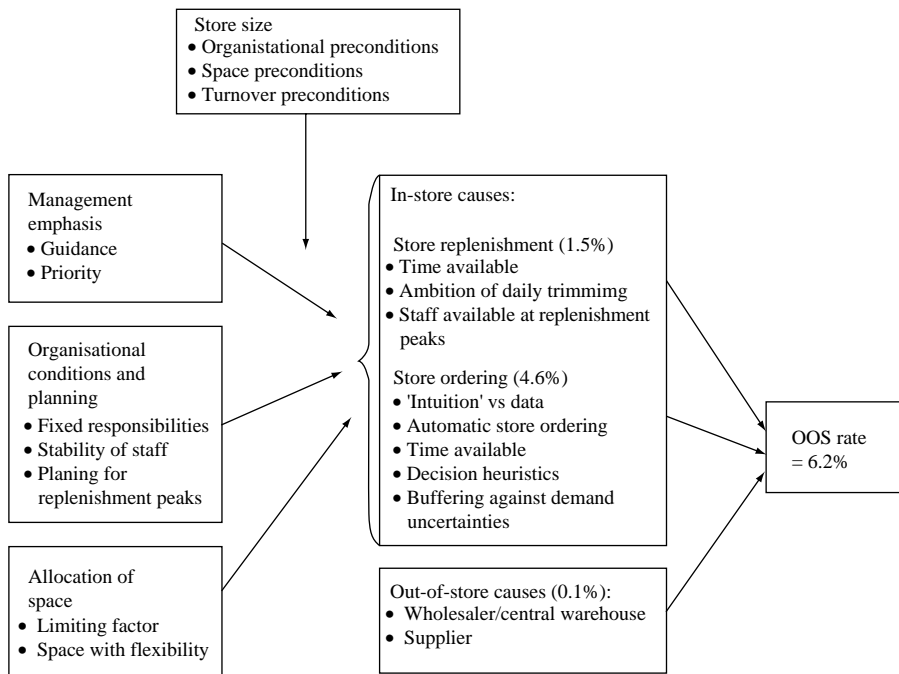 Store size
• Organistational preconditions
• Space preconditions
• Turnover preconditions
Management
emphasis
• Guidance
• Priority
Organisational
conditions and
planning
• Fixed responsibilities
• Stability of staff
• Planing for
replenishment peaks
Allocation of
space
• Limiting factor
• Space with flexibility
In-store causes:
Store replenishment (1.5%)
• Time available
• Ambition of daily trimmimg
• Staff available at replenishment
peaks
Store ordering (4.6%)
• 'Intuition' vs data
• Automatic store ordering
• Time available
• Decision heuristics
• Buffering against demand
uncertainties
Out-of-store causes (0.1%):
• Wholesaler/central warehouse
• Supplier
OOS rate
= 6.2%